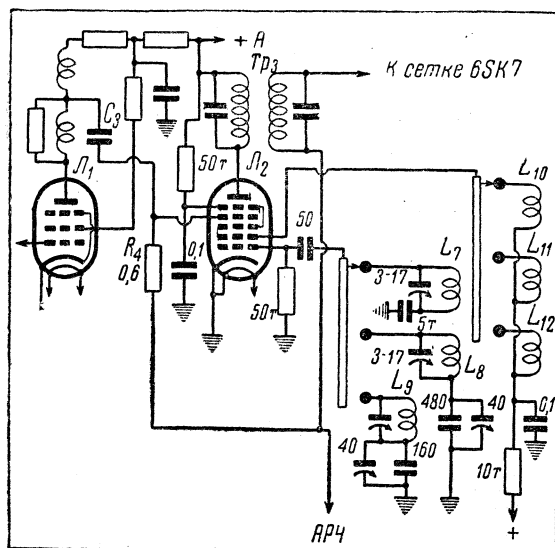 + А
Тр3
К сетке 6SK7
C3
Л1
50т
Л2
L10
50
R4
0,6
0,1
L7
L11
3-17
50т
5т
L12
3-17
L8
L9
480
40
0,1
40
160
10т
АРЧ
+